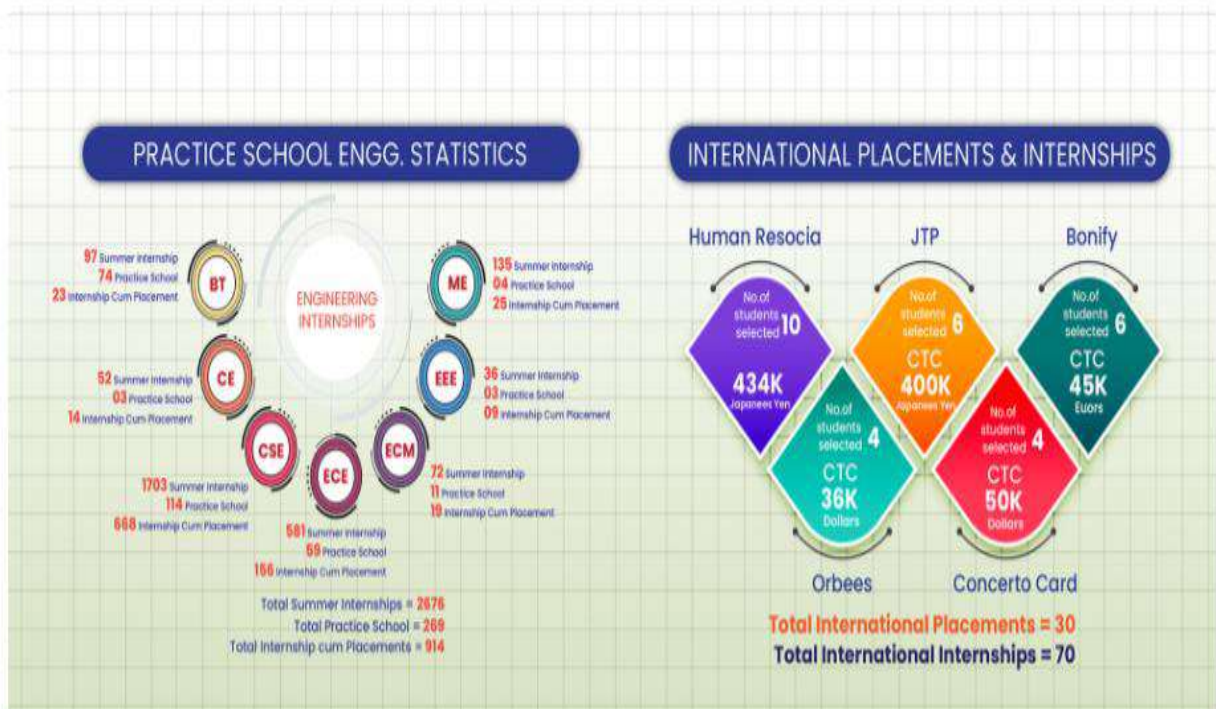 PRACTICE SCHOOL ENGG. STATISTICS
97 Summer Internship
74 Practice School
23 Internship Cum Placement
BT
52 Summer Internship
03 Practice School
14 Internship Cum Placement
CE
1703 Summer Internship
114 Practice School
668 Internship Cum Placement
CSE
581 Summer Internship
59 Practice School
156 Internship Cum Placement
ECE
ECM
72 Summer Internship
11 Practice School
19 Internship Cum Placement
EEE
36 Summer Internship
03 Practice School
09 Internship Cum Placement
ME
135 Summer Internship
04 Practice School
25 Internship Cum Placement
ENGINEERING
INTERNSHIPS
Total Summer Internships = 2676
Total Practice School = 269
Total Internship cum Placements = 914
INTERNATIONAL PLACEMENTS & INTERNSHIPS
Human Resocia
No.of
students
selected 10
434K
Japanees Yen
JTP
No.of
students
selected 6
CTC
400K
Japanees Yen
Bonify
No.of
students
selected 6
CTC
45K
Euors
No.of
students
selected 4
CTC
36K
Dollars
Orbees
No.of
students
selected 4
CTC
50K
Dollars
Concerto Card
Total International Placements = 30
Total International Internships = 70